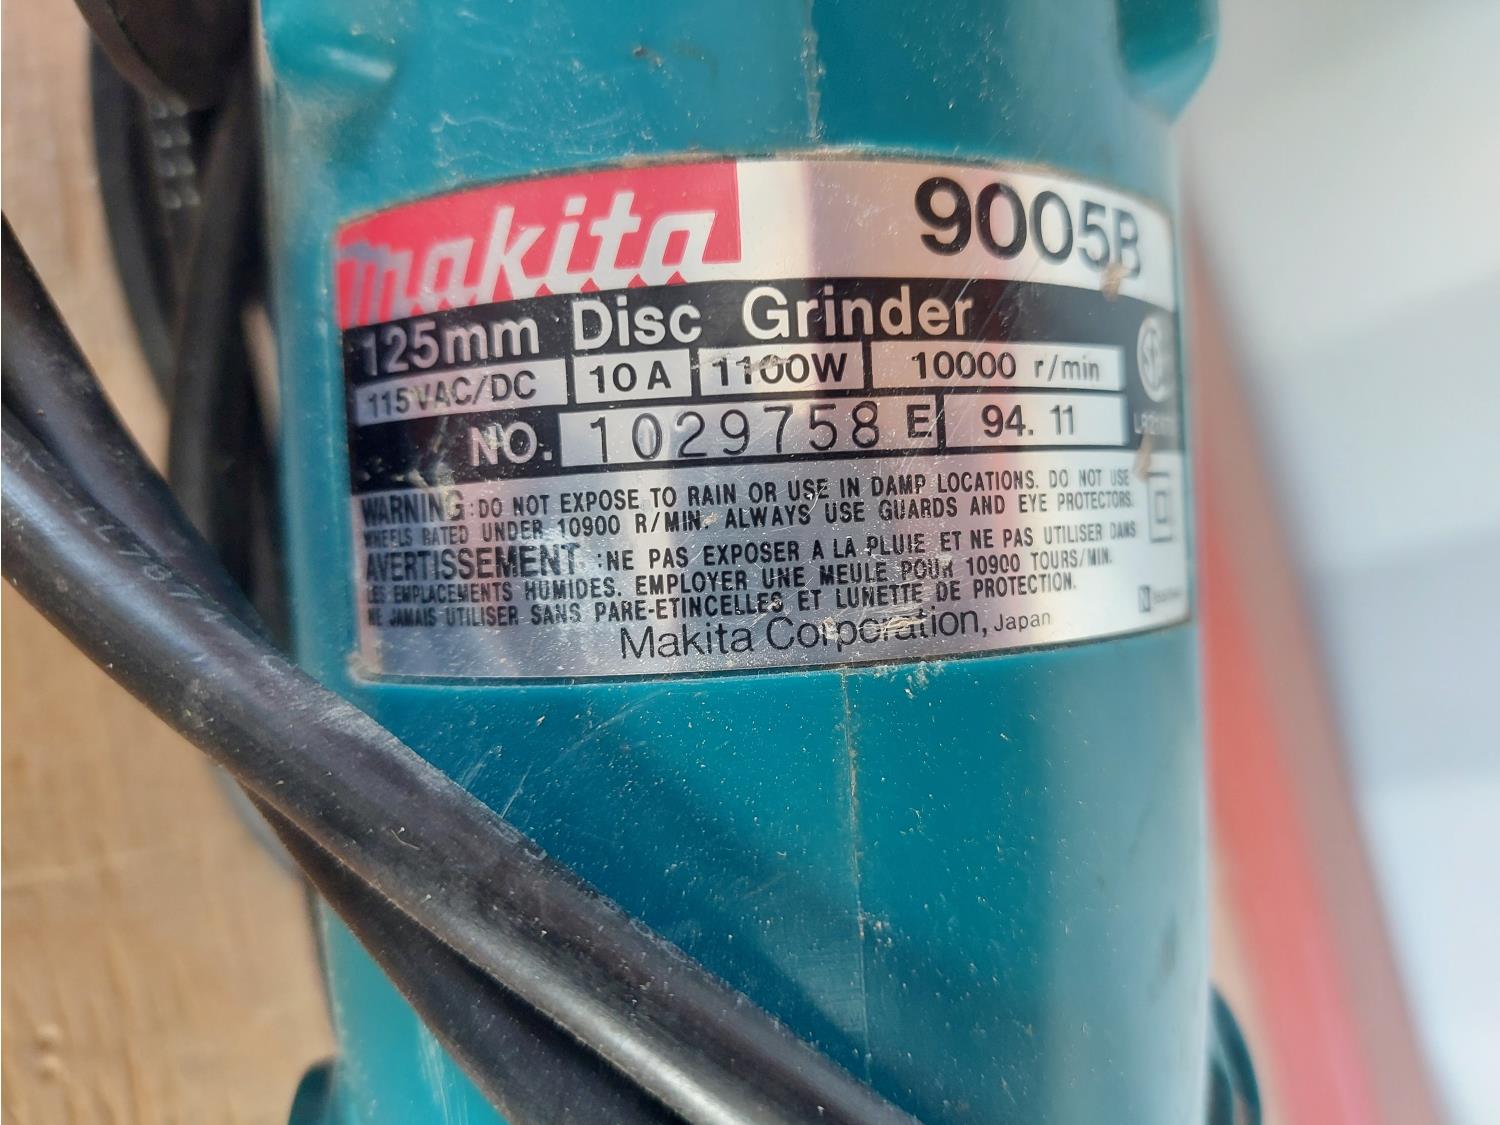 makita 9005B
125mm Disc Grinder
115VAC/DC 10A 1100W 10000 r/min
NO. 1029758 E 94. 11
WARNING:DO NOT EXPOSE TO RAIN OR USE IN DAMP LOCATIONS. DO NOT USE
WHEELS RATED UNDER 10900 R/MIN. ALWAYS USE GUARDS AND EYE PROTECTORS.
AVERTISSEMENT :NE PAS EXPOSER A LA PLUIE ET NE PAS UTILISER DANS
LES EMPLACEMENTS HUMIDES. EMPLOYER UNE MEULE POUR 10900 TOURS/MIN.
NE JAMAIS UTILISER SANS PARE-ETINCELLES ET LUNETTE DE PROTECTION.
Makita Corporation, Japan